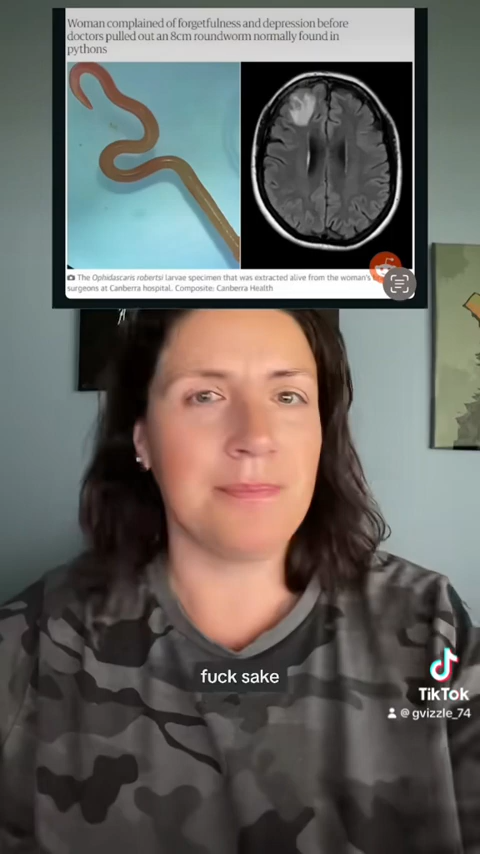 Woman complained of forgetfulness and depression before
doctors pulled out an 8cm roundworm normally found in
pythons
The Ophidascaris robertsi larvae specimen that was extracted alive from the woman's
surgeons at Canberra hospital. Composite: Canberra Health
fuck sake
TikTok
@ gvizzle_74